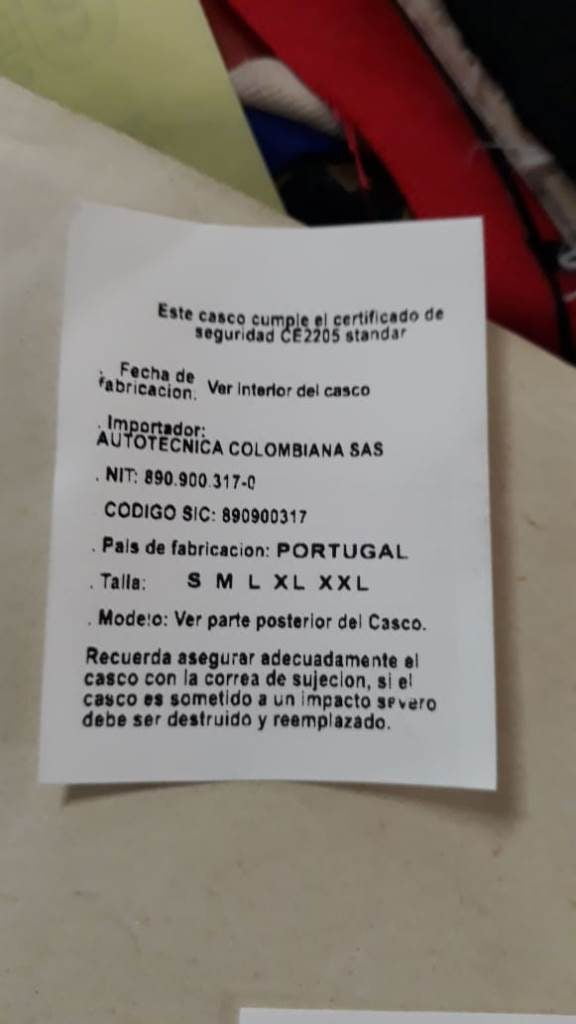 Este casco cumple el certificado de
seguridad CE2205 standar
. Fecha de
fabricacion: Ver interior del casco
. Importador:
AUTOTECNICA COLOMBIANA SAS
. NIT: 890.900.317-0
CODIGO SIC: 890900317
. Pais de fabricacion: PORTUGAL
. Talla: S M L XL XXL
. Modelo: Ver parte posterior del Casco.
Recuerda asegurar adecuadamente el
casco con la correa de sujecion, si el
casco es sometido a un impacto severo
debe ser destruido y reemplazado.